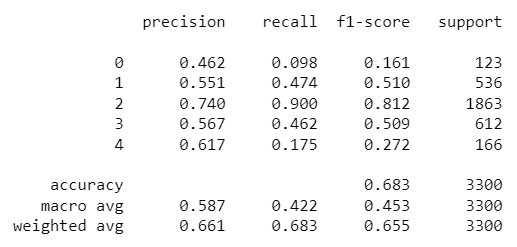 precision recall f1-score support
0 0.462 0.098 0.161 123
1 0.551 0.474 0.510 536
2 0.740 0.900 0.812 1863
3 0.567 0.462 0.509 612
4 0.617 0.175 0.272 166
accuracy 0.683 3300
macro avg 0.587 0.422 0.453 3300
weighted avg 0.661 0.683 0.655 3300